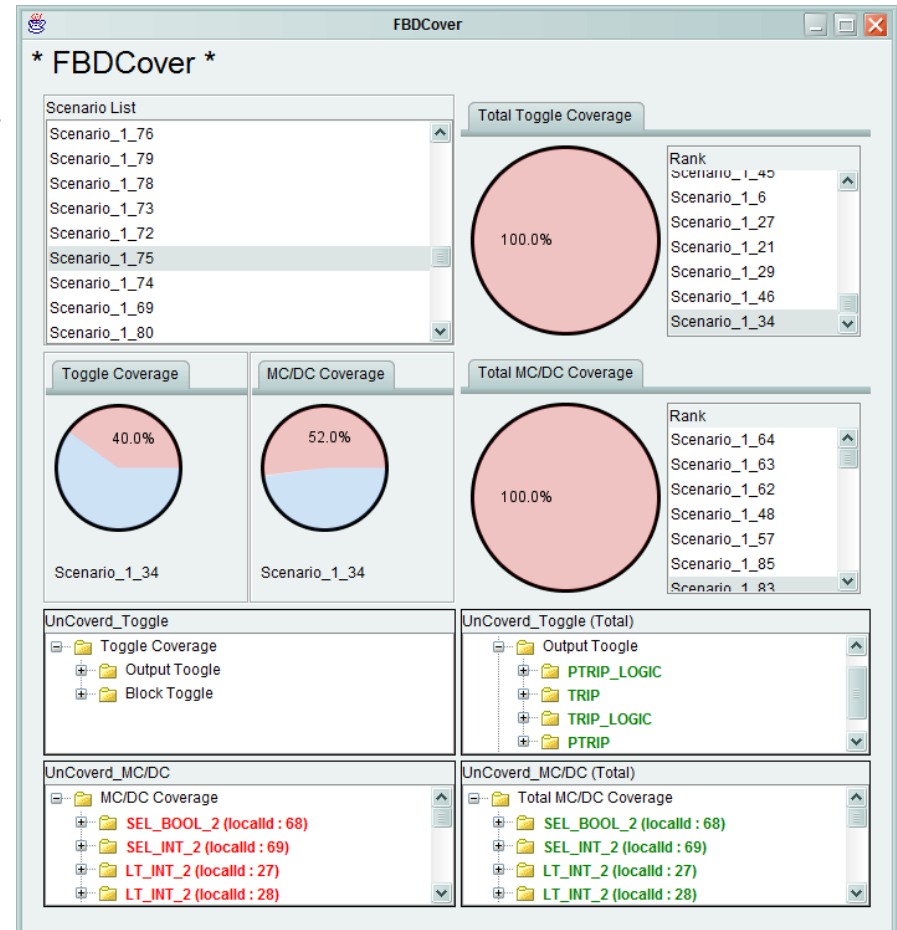 FBDCover
* FBDCover *
Scenario List
Scenario_1_76
Scenario_1_79
Scenario_1_78
Scenario_1_73
Scenario_1_72
Scenario_1_75
Scenario_1_74
Scenario_1_69
Scenario_1_80
Total Toggle Coverage
100.0%
Rank
Scenario_1_45
Scenario_1_6
Scenario_1_27
Scenario_1_21
Scenario_1_29
Scenario_1_46
Scenario_1_34
Toggle Coverage
40.0%
Scenario_1_34
MC/DC Coverage
52.0%
Scenario_1_34
Total MC/DC Coverage
100.0%
Rank
Scenario_1_64
Scenario_1_63
Scenario_1_62
Scenario_1_48
Scenario_1_57
Scenario_1_85
Scenario_1_83
UnCoverd_Toggle
Toggle Coverage
Output Toogle
Block Toggle
UnCoverd_Toggle (Total)
Output Toogle
PTRIP_LOGIC
TRIP
TRIP_LOGIC
PTRIP
UnCoverd_MC/DC
MC/DC Coverage
SEL_BOOL_2 (localId : 68)
SEL_INT_2 (localId : 69)
LT_INT_2 (localId : 27)
LT_INT_2 (localId : 28)
UnCoverd_MC/DC (Total)
Total MC/DC Coverage
SEL_BOOL_2 (localId : 68)
SEL_INT_2 (localId : 69)
LT_INT_2 (localId : 27)
LT_INT_2 (localId : 28)